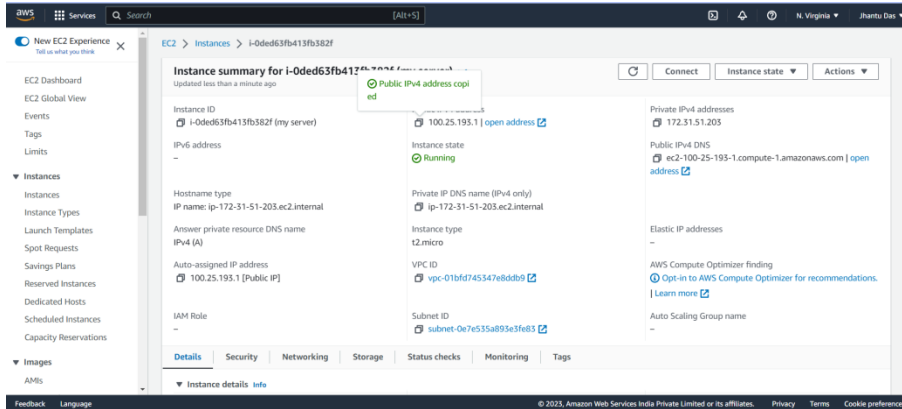 aws
Services
Search
[Alt+S]
N. Virginia
Jhantu Das
New EC2 Experience
Tell us what you think
EC2 Dashboard
EC2 Global View
Events
Tags
Limits
Instances
Instances
Instance Types
Launch Templates
Spot Requests
Savings Plans
Reserved Instances
Dedicated Hosts
Scheduled Instances
Capacity Reservations
Images
AMIs
EC2 > Instances > i-0ded63fb413fb382f
Instance summary for i-0ded63fb413fb382f (my server)
Updated less than a minute ago
Connect
Instance state
Actions
Public IPv4 address copi
ed
Instance ID
i-0ded63fb413fb382f (my server)
100.25.193.1 | open address
Private IPv4 addresses
172.31.51.203
IPv6 address
–
Instance state
Running
Public IPv4 DNS
ec2-100-25-193-1.compute-1.amazonaws.com | open
address
Hostname type
IP name: ip-172-31-51-203.ec2.internal
Private IP DNS name (IPv4 only)
ip-172-31-51-203.ec2.internal
Answer private resource DNS name
IPv4 (A)
Instance type
t2.micro
Elastic IP addresses
–
Auto-assigned IP address
100.25.193.1 [Public IP]
VPC ID
vpc-01bfd745347e8ddb9
AWS Compute Optimizer finding
Opt-in to AWS Compute Optimizer for recommendations.
| Learn more
IAM Role
–
Subnet ID
subnet-0e7e535a893e3fe83
Auto Scaling Group name
–
Details
Security
Networking
Storage
Status checks
Monitoring
Tags
Instance details Info
Feedback
Language
© 2023, Amazon Web Services India Private Limited or its affiliates.
Privacy
Terms
Cookie preference